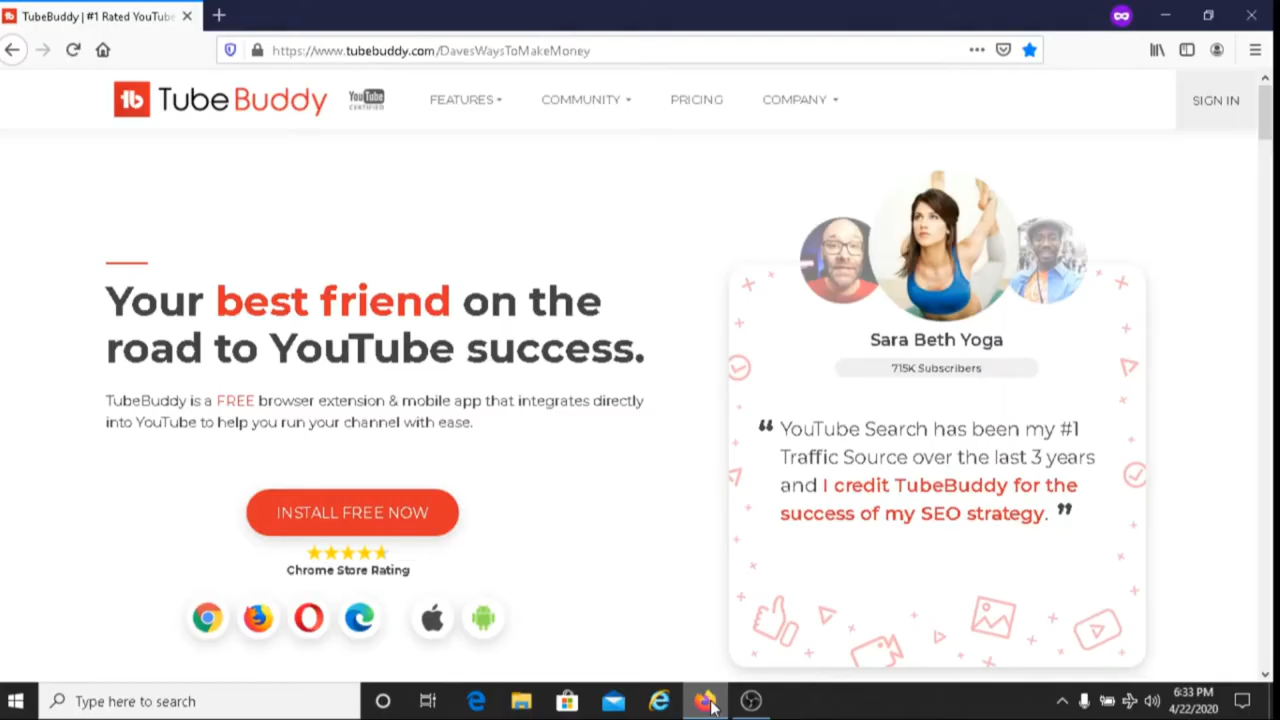 TubeBuddy | #1 Rated YouTube
https://www.tubebuddy.com/DavesWaysToMakeMoney
tb TubeBuddy
YouTube
CERTIFIED
FEATURES
COMMUNITY
PRICING
COMPANY
SIGN IN
Your best friend on the
road to YouTube success.
TubeBuddy is a FREE browser extension & mobile app that integrates directly
into YouTube to help you run your channel with ease.
INSTALL FREE NOW
Chrome Store Rating
Sara Beth Yoga
715K Subscribers
“ YouTube Search has been my #1
Traffic Source over the last 3 years
and I credit TubeBuddy for the
success of my SEO strategy. ”
Type here to search
6:33 PM
4/22/2020